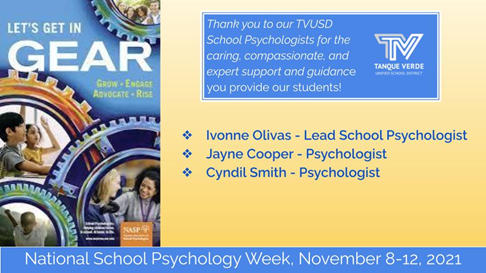 LET'S GET IN
GEAR
GROW • ENGAGE
ADVOCATE • RISE
NASP
Thank you to our TVUSD
School Psychologists for the
caring, compassionate, and
expert support and guidance
you provide our students!
TV
TANQUE VERDE
UNIFIED SCHOOL DISTRICT
❖ Ivonne Olivas - Lead School Psychologist
❖ Jayne Cooper - Psychologist
❖ Cyndil Smith - Psychologist
National School Psychology Week, November 8-12, 2021